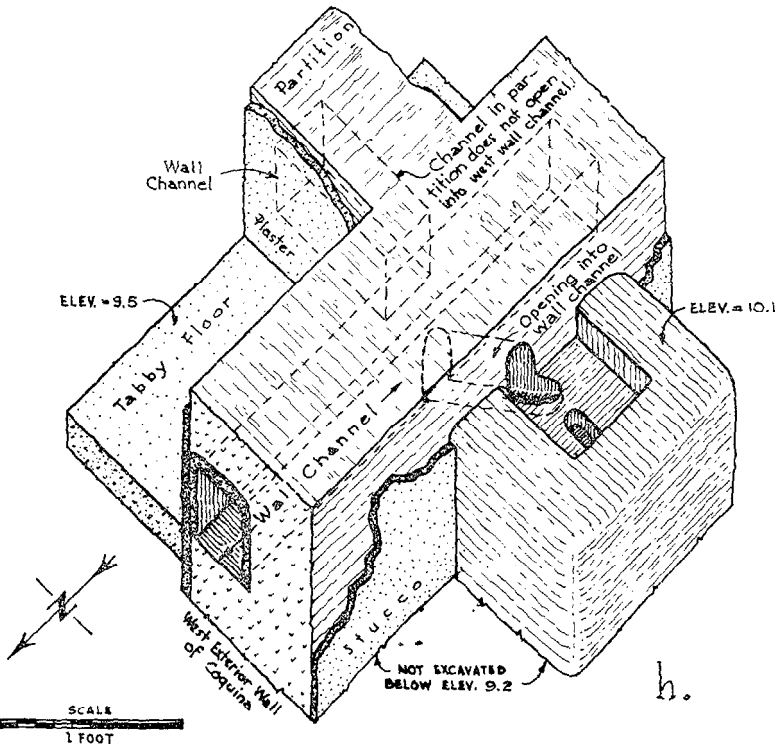 Partition
Channel in par-
tition does not open
into west wall channel
Wall
Channel
Plaster
ELEV. = 9.5
Tabby Floor
Opening into
wall channel
ELEV. = 10.1
Wall Channel
Stucco
West Exterior Wall
of Coquina
NOT EXCAVATED
BELOW ELEV. 9.2
N
SCALE
1 FOOT
h.